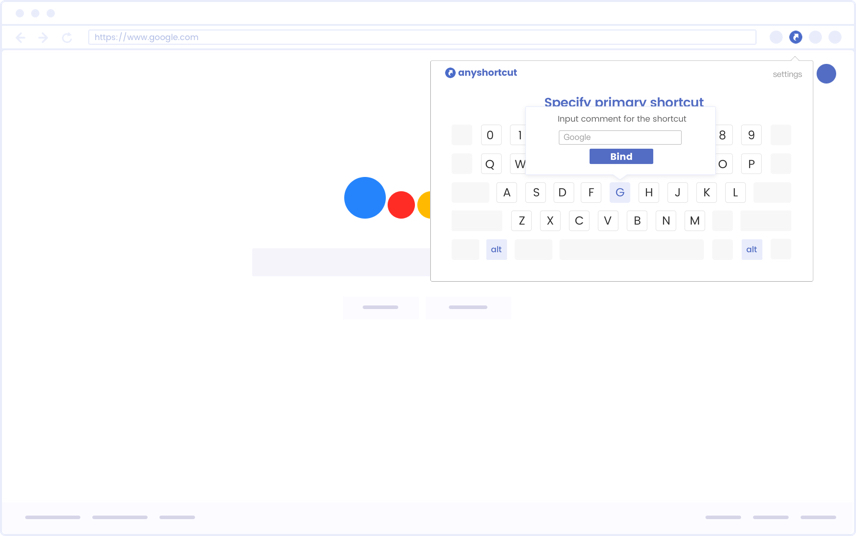 https://www.google.com
anyshortcut
settings
Specify primary shortcut
Input comment for the shortcut
Google
Bind
0 1 8 9
Q W O P
A S D F G H J K L
Z X C V B N M
alt alt